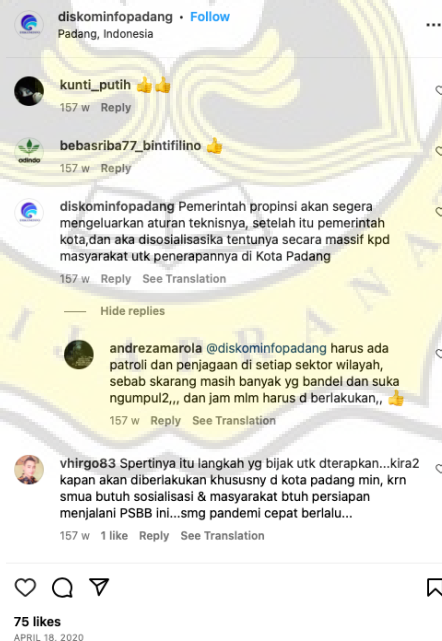 diskominfopadang • Follow
Padang, Indonesia
kunti_putih 👍👍
157 w Reply
bebasriba77_bintifilino 👍
157 w Reply
diskominfopadang Pemerintah propinsi akan segera
mengeluarkan aturan teknisnya, setelah itu pemerintah
kota,dan aka disosialisasika tentunya secara massif kpd
masyarakat utk penerapannya di Kota Padang
157 w Reply See Translation
Hide replies
andrezamarola @diskominfopadang harus ada
patroli dan penjagaan di setiap sektor wilayah,
sebab skarang masih banyak yg bandel dan suka
ngumpul2,,, dan jam mlm harus d berlakukan,, 👍
157 w Reply See Translation
vhirgo83 Spertinya itu langkah yg bijak utk dterapkan...kira2
kapan akan diberlakukan khususny d kota padang min, krn
smua butuh sosialisasi & masyarakat btuh persiapan
menjalani PSBB ini...smg pandemi cepat berlalu...
157 w 1 like Reply See Translation
75 likes
APRIL 18, 2020